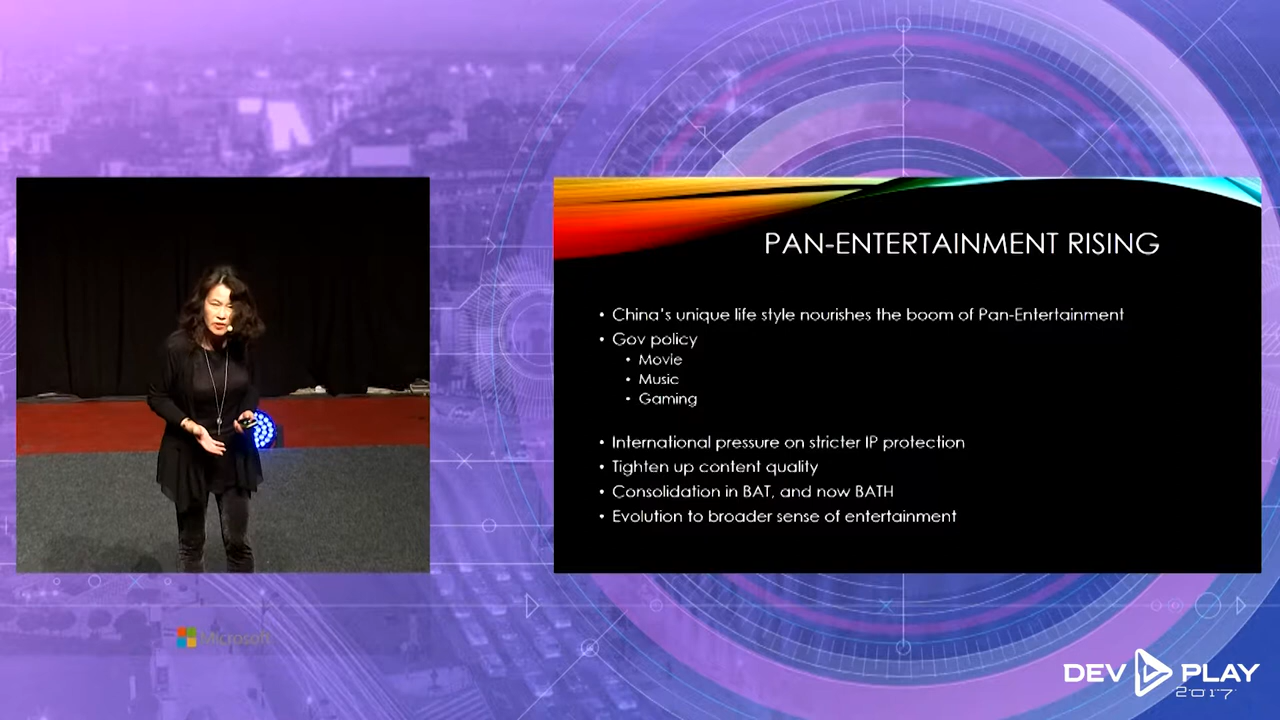 PAN-ENTERTAINMENT RISING
• China's unique life style nourishes the boom of Pan-Entertainment
• Gov policy
• Movie
• Music
• Gaming
• International pressure on stricter IP protection
• Tighten up content quality
• Consolidation in BAT, and now BATH
• Evolution to broader sense of entertainment
Microsoft
DEV PLAY
2017